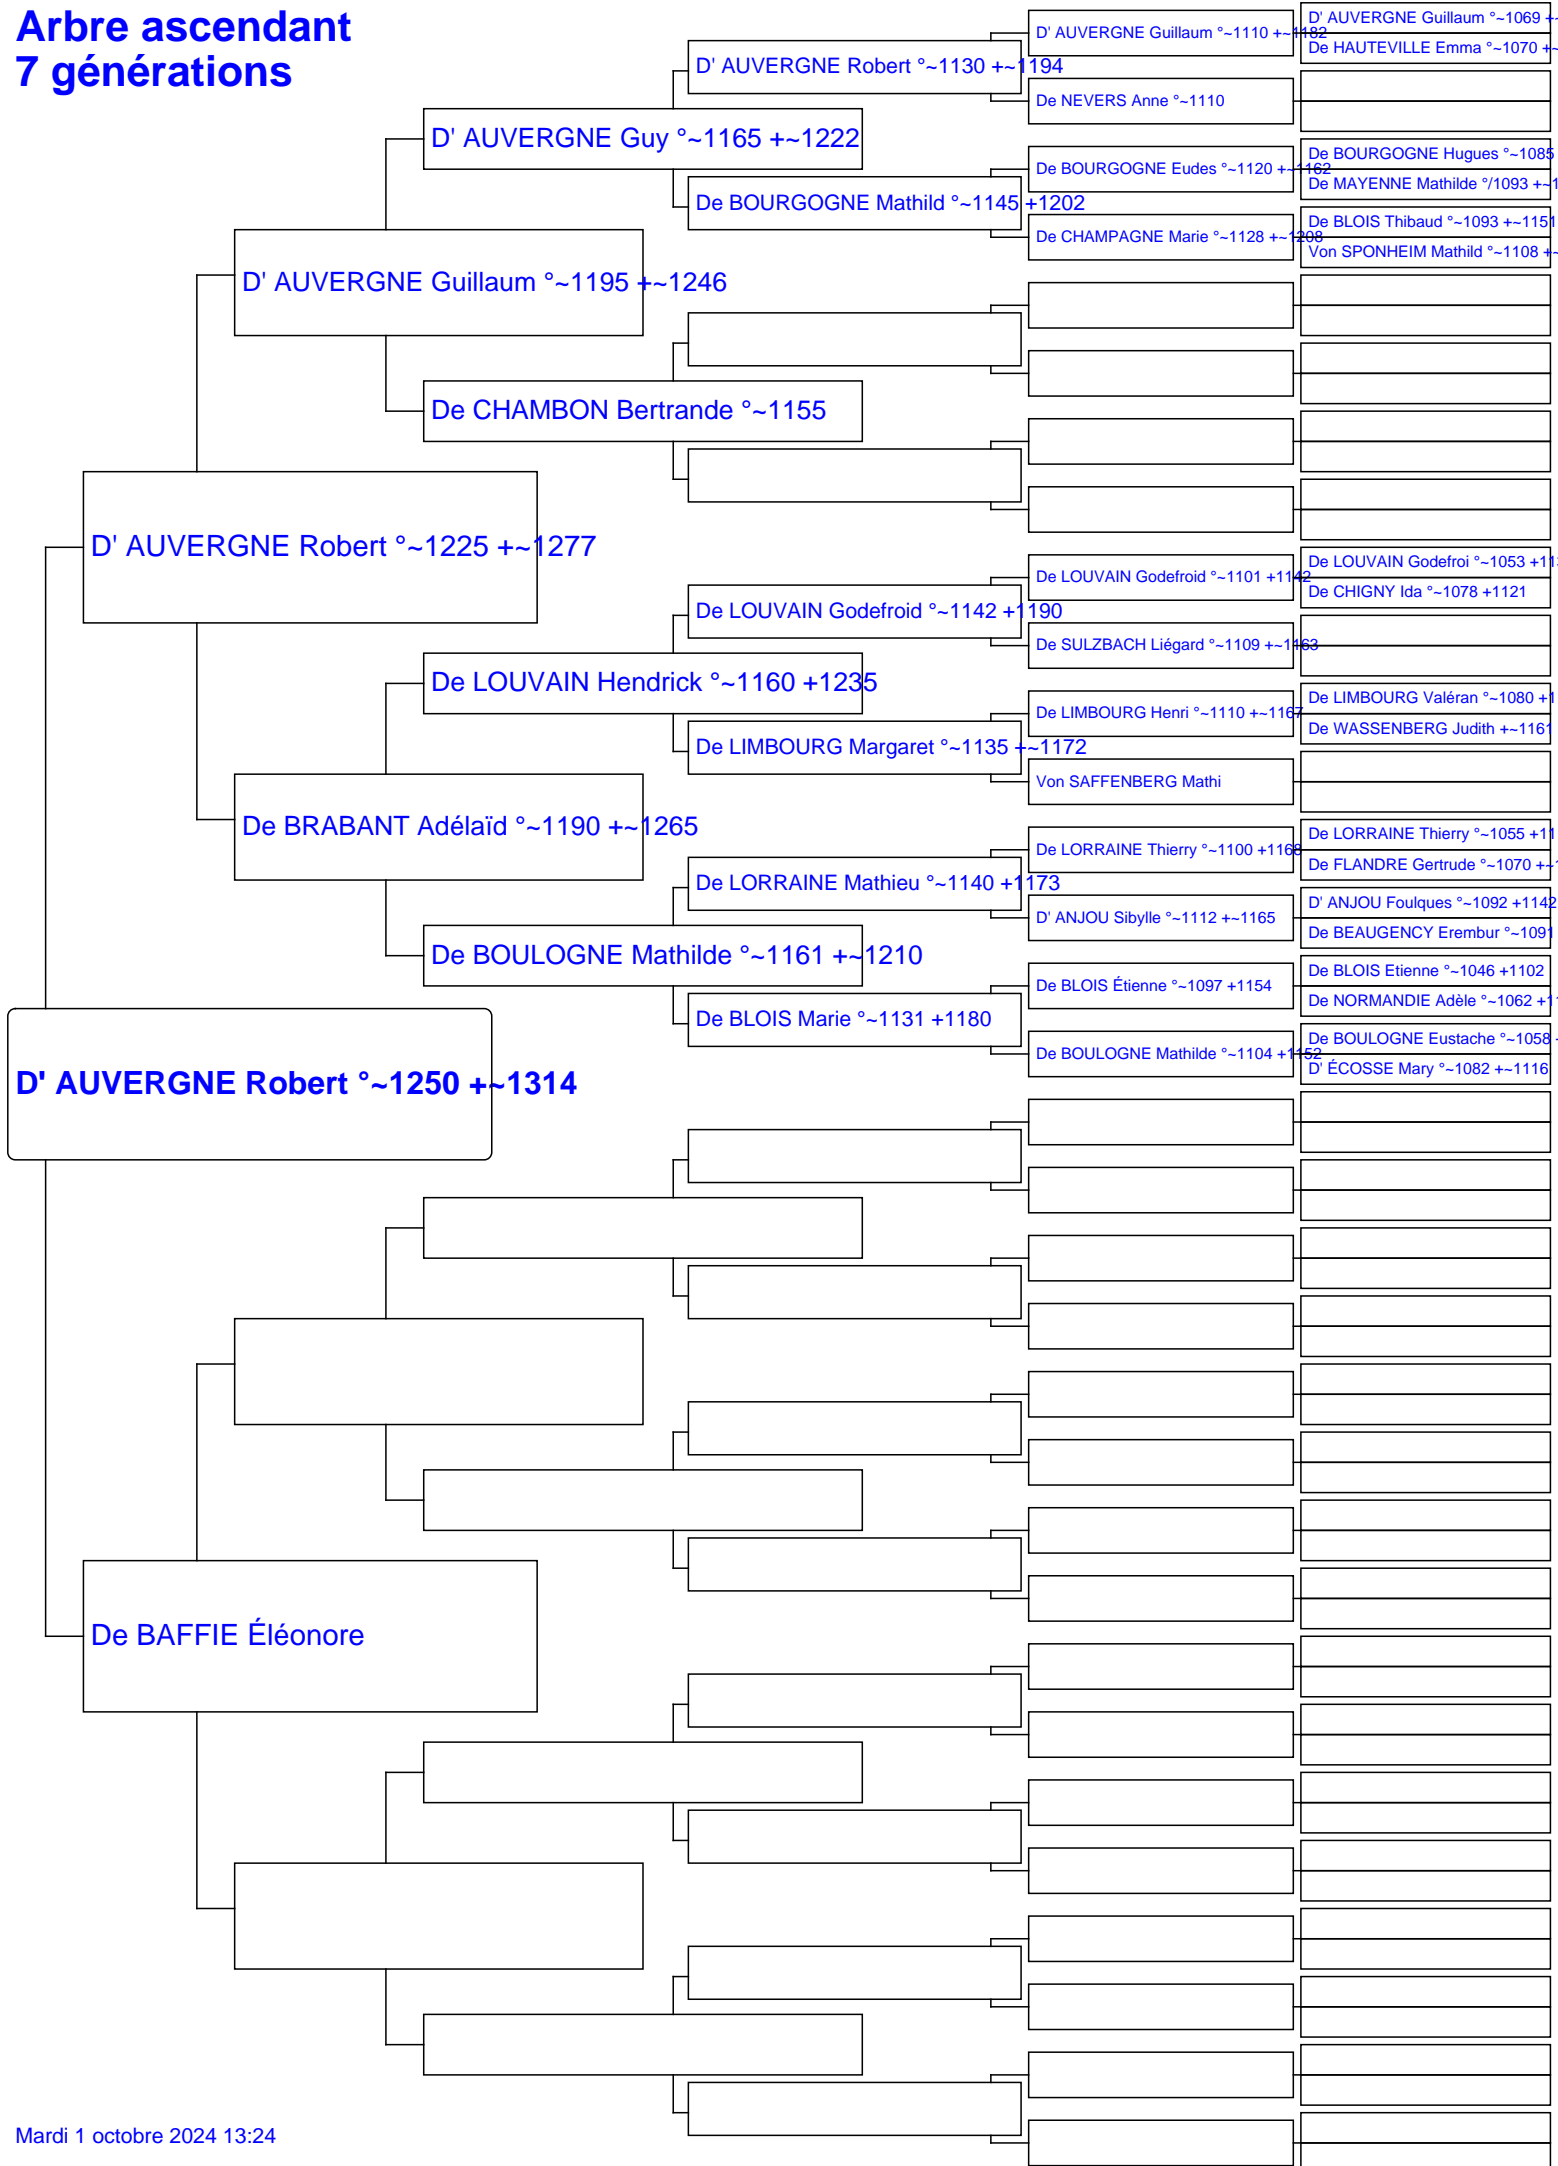 Arbre ascendant
7 générations
D' AUVERGNE Guillaum °~1069 +~
D' AUVERGNE Guillaum °~1110 +~1182
De HAUTEVILLE Emma °~1070 +~
D' AUVERGNE Robert °~1130 +~1194
De NEVERS Anne °~1110
D' AUVERGNE Guy °~1165 +~1222
De BOURGOGNE Hugues °~1085
De BOURGOGNE Eudes °~1120 +~1162
De MAYENNE Mathilde °/1093 +~1
De BOURGOGNE Mathild °~1145 +1202
De BLOIS Thibaud °~1093 +~1151
De CHAMPAGNE Marie °~1128 +~1208
Von SPONHEIM Mathild °~1108 +~
D' AUVERGNE Guillaum °~1195 +~1246
De CHAMBON Bertrande °~1155
D' AUVERGNE Robert °~1225 +~1277
De LOUVAIN Godefroi °~1053 +11
De LOUVAIN Godefroid °~1101 +1142
De CHIGNY Ida °~1078 +1121
De LOUVAIN Godefroid °~1142 +1190
De SULZBACH Liégard °~1109 +~1163
De LOUVAIN Hendrick °~1160 +1235
De LIMBOURG Valéran °~1080 +1
De LIMBOURG Henri °~1110 +~1167
De WASSENBERG Judith +~1161
De LIMBOURG Margaret °~1135 +~1172
Von SAFFENBERG Mathi
De BRABANT Adélaïd °~1190 +~1265
De LORRAINE Thierry °~1055 +11
De LORRAINE Thierry °~1100 +1168
De FLANDRE Gertrude °~1070 +~1
De LORRAINE Mathieu °~1140 +1173
D' ANJOU Foulques °~1092 +1142
D' ANJOU Sibylle °~1112 +~1165
De BEAUGENCY Erembur °~1091
De BOULOGNE Mathilde °~1161 +~1210
De BLOIS Etienne °~1046 +1102
De BLOIS Étienne °~1097 +1154
De NORMANDIE Adèle °~1062 +1
De BLOIS Marie °~1131 +1180
De BOULOGNE Eustache °~1058 +
De BOULOGNE Mathilde °~1104 +1152
D' ÉCOSSE Mary °~1082 +~1116
D' AUVERGNE Robert °~1250 +~1314
De BAFFIE Éléonore
Mardi 1 octobre 2024 13:24